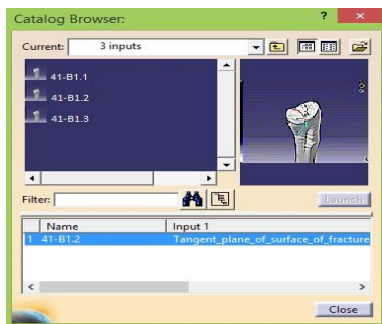 Catalog Browser:
? ×
Current: 3 inputs
41-B1.1
41-B1.2
41-B1.3
Filter:
Launch
Name Input 1
1 41-B1.2 Tangent_plane_of_surface_of_fracture
Close